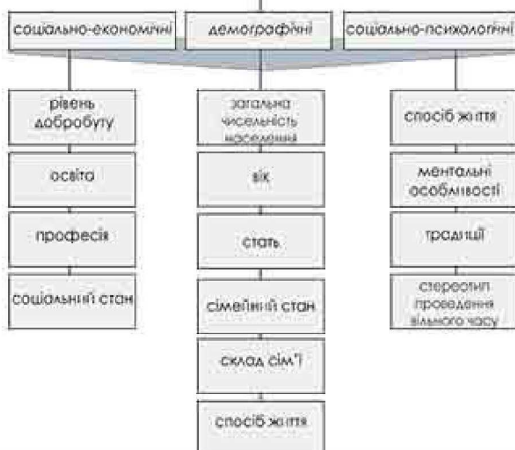 соціально-економічні
демографічні
соціально-психологічні
рівень
добробуту
освіта
професія
соціальний стан
загальна
чисельність
населення
вік
стать
сімейний стан
склад сім'ї
спосіб життя
спосіб життя
ментальні
особливості
традиції
стереотип
проведення
вільного часу